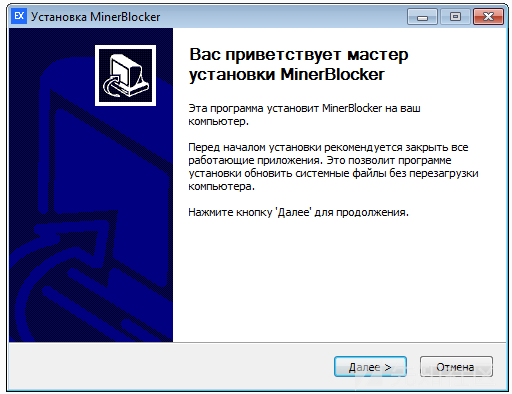 EX Установка MinerBlocker
Вас приветствует мастер
установки MinerBlocker
Эта программа установит MinerBlocker на ваш
компьютер.
Перед началом установки рекомендуется закрыть все
работающие приложения. Это позволит программе
установки обновить системные файлы без перезагрузки
компьютера.
Нажмите кнопку 'Далее' для продолжения.
Далее >
Отмена